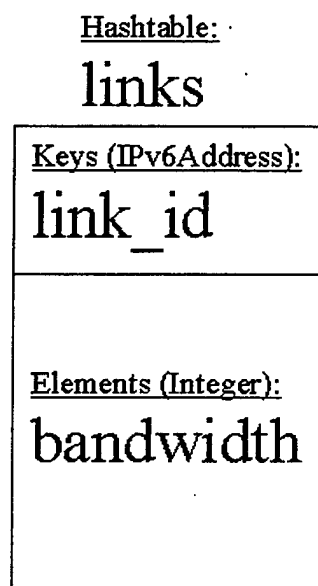 Hashtable:
links
Keys (IPv6Address):
link_id
Elements (Integer):
bandwidth